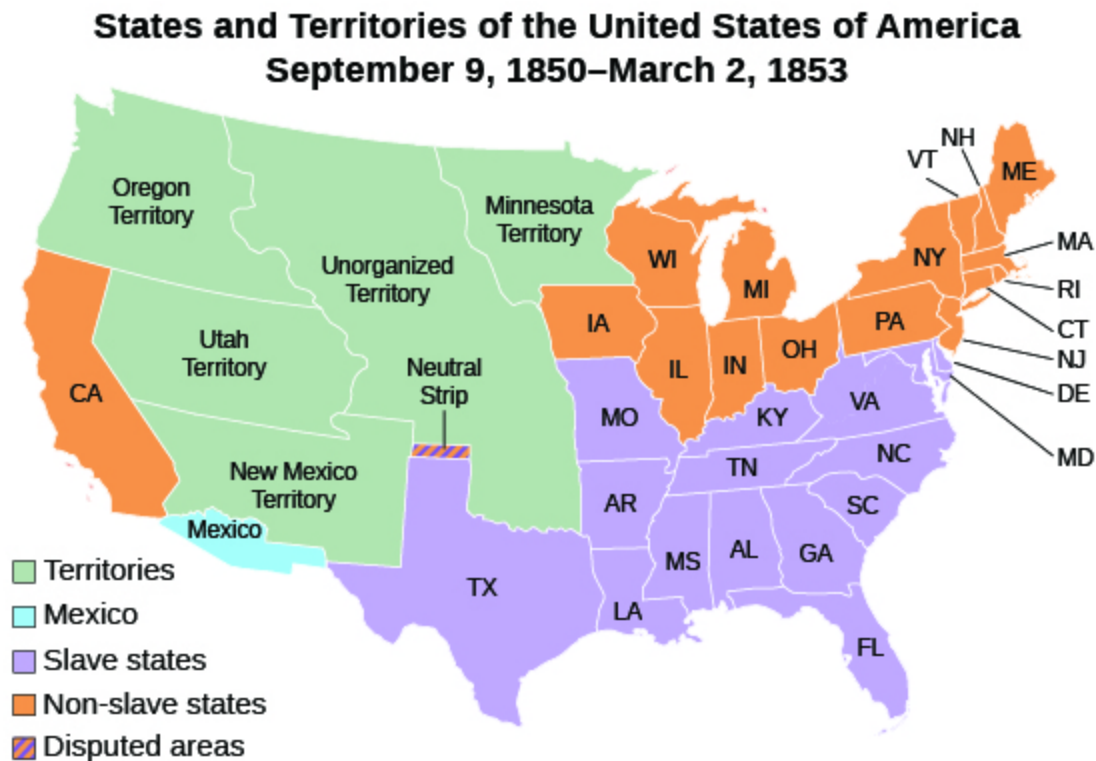 States and Territories of the United States of America
September 9, 1850–March 2, 1853
NH
VT
ME
Oregon
Territory
Minnesota
Territory
MA
WI
NY
Unorganized
Territory
MI
RI
IA
PA
CT
Utah
Territory
OH
NJ
IL
IN
Neutral
Strip
DE
CA
VA
MO
KY
MD
NC
TN
New Mexico
Territory
AR
SC
Mexico
MS
AL
GA
Territories
TX
LA
Mexico
FL
Slave states
Non-slave states
Disputed areas